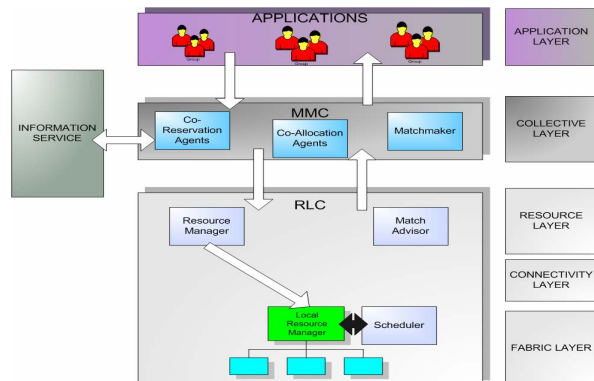 APPLICATIONS
Group
Group
Group
APPLICATION
LAYER
INFORMATION
SERVICE
MMC
Co-
Reservation
Agents
Co-Allocation
Agents
Matchmaker
COLLECTIVE
LAYER
RLC
Resource
Manager
Match
Advisor
RESOURCE
LAYER
CONNECTIVITY
LAYER
Local
Resource
Manager
Scheduler
FABRIC LAYER